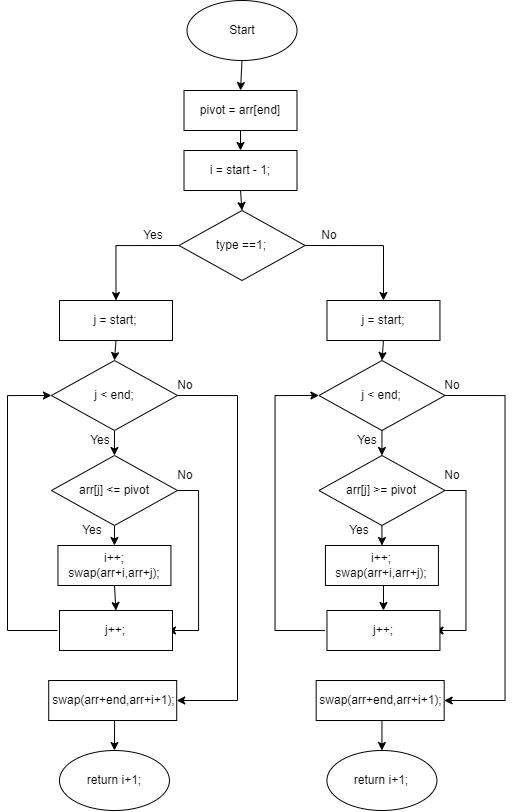 Start
pivot = arr[end]
i = start - 1;
type ==1;
Yes
No
j = start;
j < end;
No
Yes
arr[j] <= pivot
No
Yes
i++;
swap(arr+i,arr+j);
j++;
swap(arr+end,arr+i+1);
return i+1;
j = start;
j < end;
No
Yes
arr[j] >= pivot
No
Yes
i++;
swap(arr+i,arr+j);
j++;
swap(arr+end,arr+i+1);
return i+1;